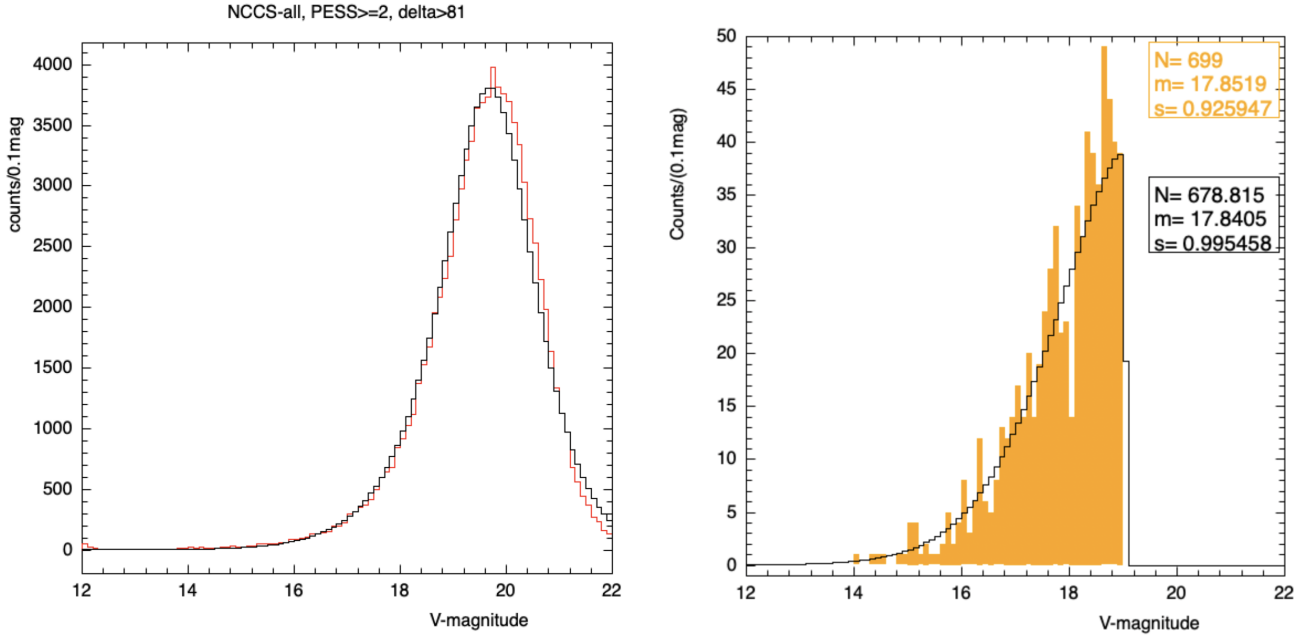 NCCS-all, PESS>=2, delta>81
counts/0.1mag
4000
3500
3000
2500
2000
1500
1000
500
0
12
14
16
18
20
22
V-magnitude
Counts/(0.1mag)
50
45
40
35
30
25
20
15
10
5
0
12
14
16
18
20
22
V-magnitude
N= 699
m= 17.8519
s= 0.925947
N= 678.815
m= 17.8405
s= 0.995458